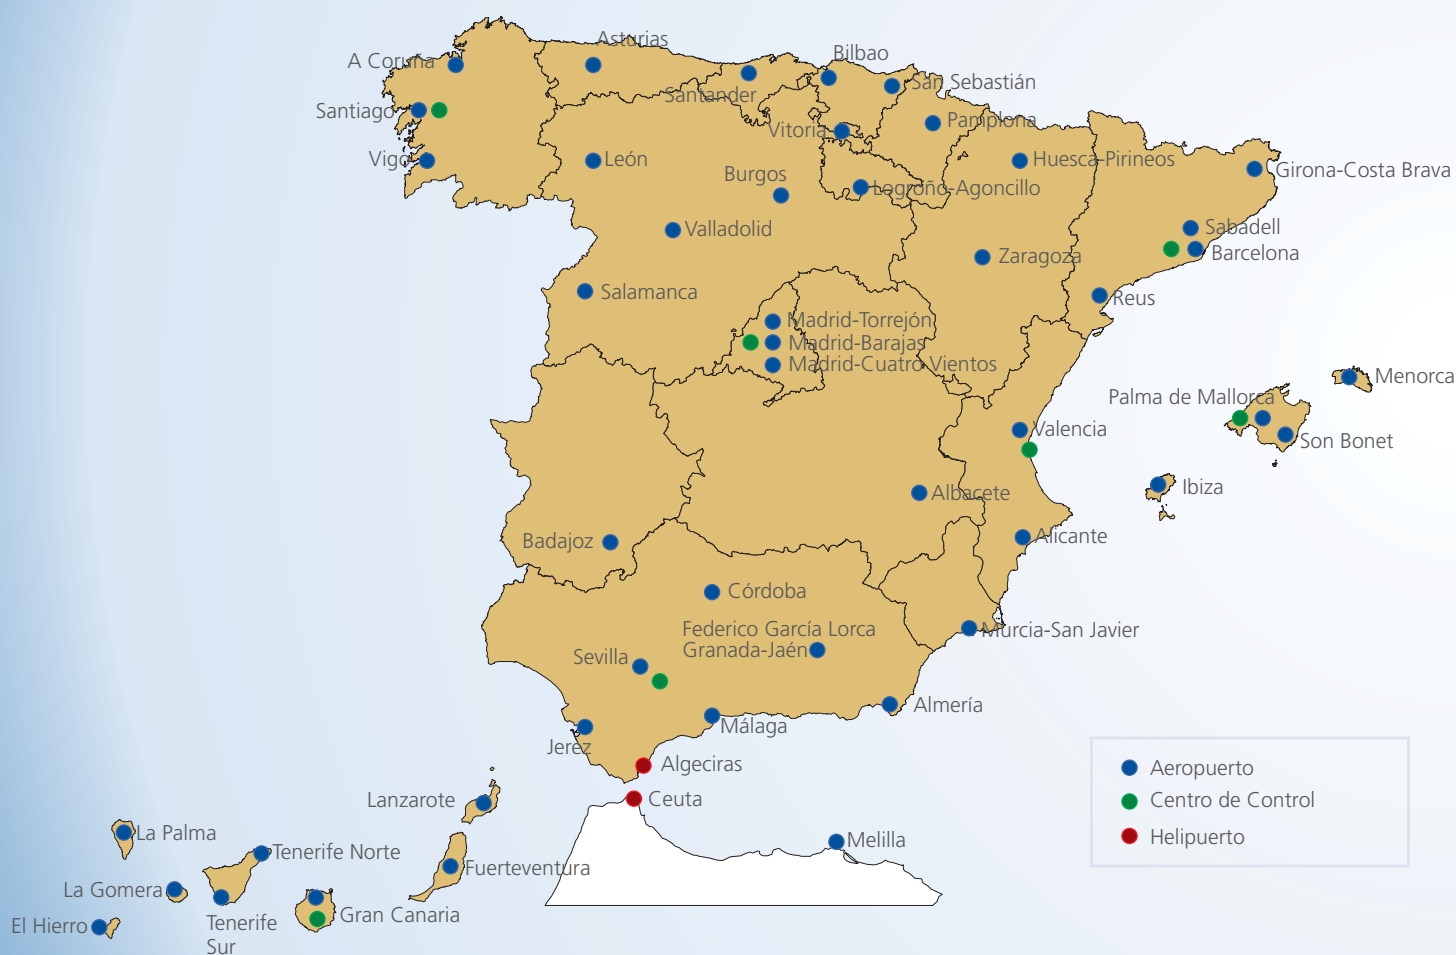 Asturias
Bilbao
A Coruña
San Sebastián
Santander
Santiago
Pamplona
Vitoria
Vigo
León
Huesca-Pirineos
Girona-Costa Brava
Burgos
Logroño-Agoncillo
Valladolid
Sabadell
Zaragoza
Barcelona
Salamanca
Reus
Madrid-Torrejón
Madrid-Barajas
Madrid-Cuatro Vientos
Menorca
Palma de Mallorca
Valencia
Son Bonet
Ibiza
Albacete
Alicante
Badajoz
Córdoba
Federico García Lorca
Granada-Jaén
Murcia-San Javier
Sevilla
Almería
Málaga
Jerez
Algeciras
Aeropuerto
Centro de Control
Helipuerto
Lanzarote
Ceuta
La Palma
Melilla
Tenerife Norte
Fuerteventura
La Gomera
Gran Canaria
El Hierro
Tenerife
Sur